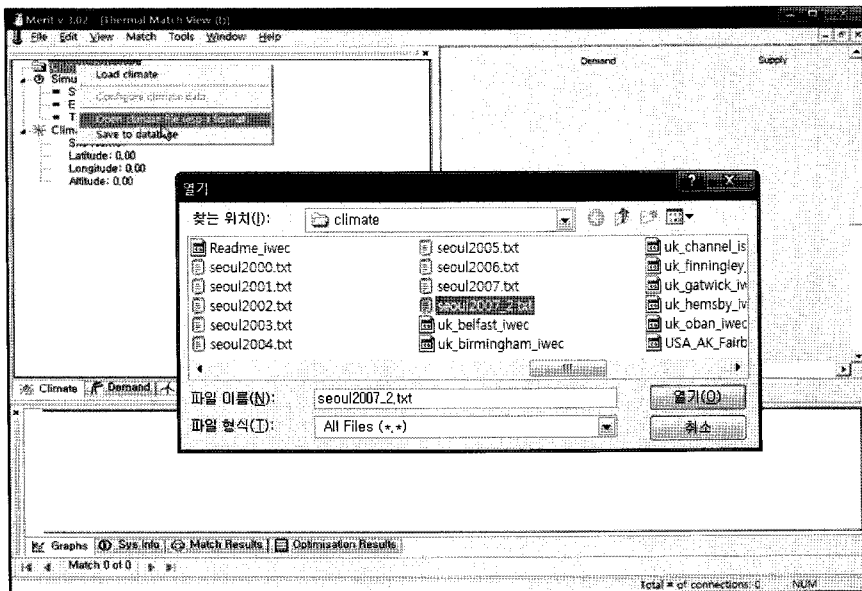 Merit v 3.02 - [Thermal Match View (b)]
File Edit View Match Tools Window Help
Demand Supply
Load climate
Simu
S
Configure climate data
E
T
Clim
Save to database
Latitude: 0.00
Longitude: 0.00
Altitude: 0.00
열기
찾는 위치(I): climate
Readme_iwec
seoul2000.txt
seoul2001.txt
seoul2002.txt
seoul2003.txt
seoul2004.txt
seoul2005.txt
seoul2006.txt
seoul2007.txt
seoul2007_2.txt
uk_belfast_iwec
uk_birmingham_iwec
uk_channel_is
uk_finningley_
uk_gatwick_iw
uk_hemsby_iv
uk_oban_iwec
USA_AK_Fairb
파일 이름(N): seoul2007_2.txt 열기(O)
파일 형식(T): All Files (*.*) 취소
Climate Demand
Graphs Sys Info Match Results Optimisation Results
Match 0 of 0
Total # of connections: 0 NUM